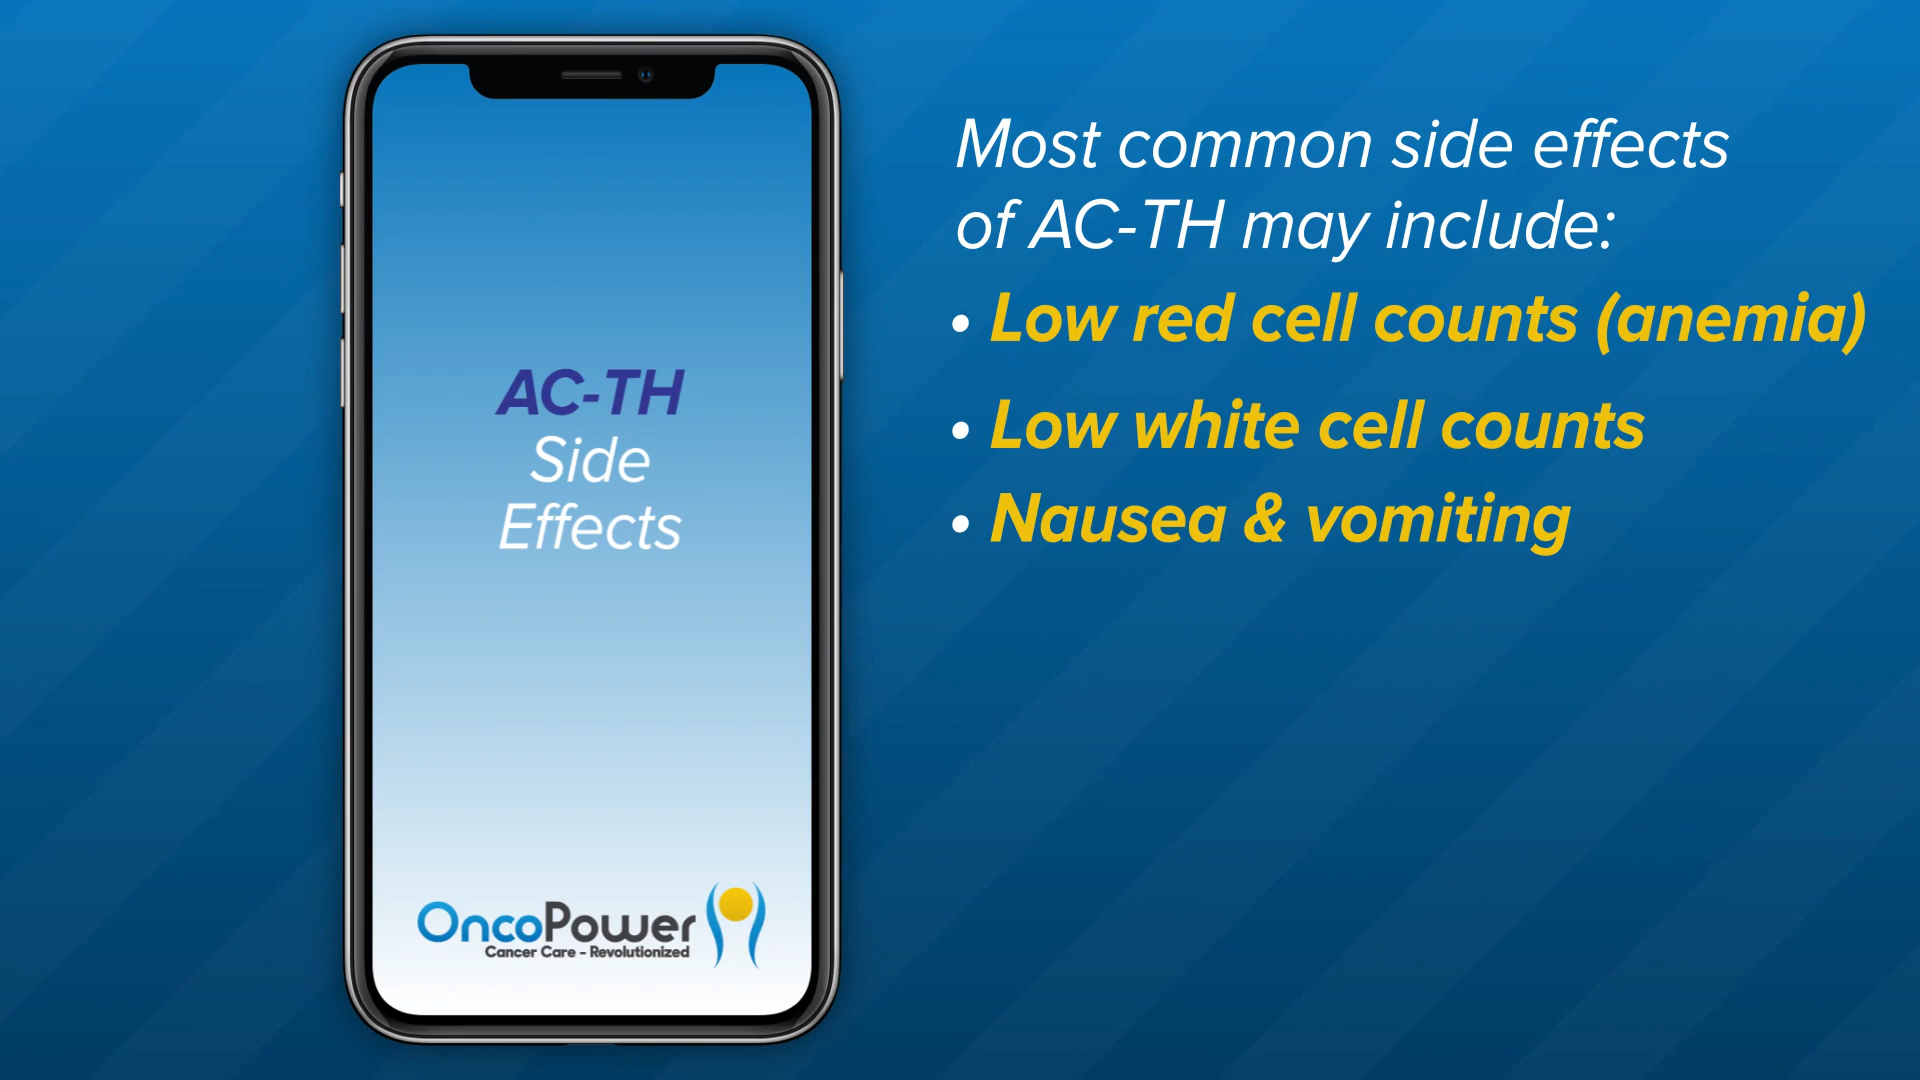 AC-TH
Side
Effects
OncoPower
Cancer Care - Revolutionized
Most common side effects
of AC-TH may include:
• Low red cell counts (anemia)
• Low white cell counts
• Nausea & vomiting